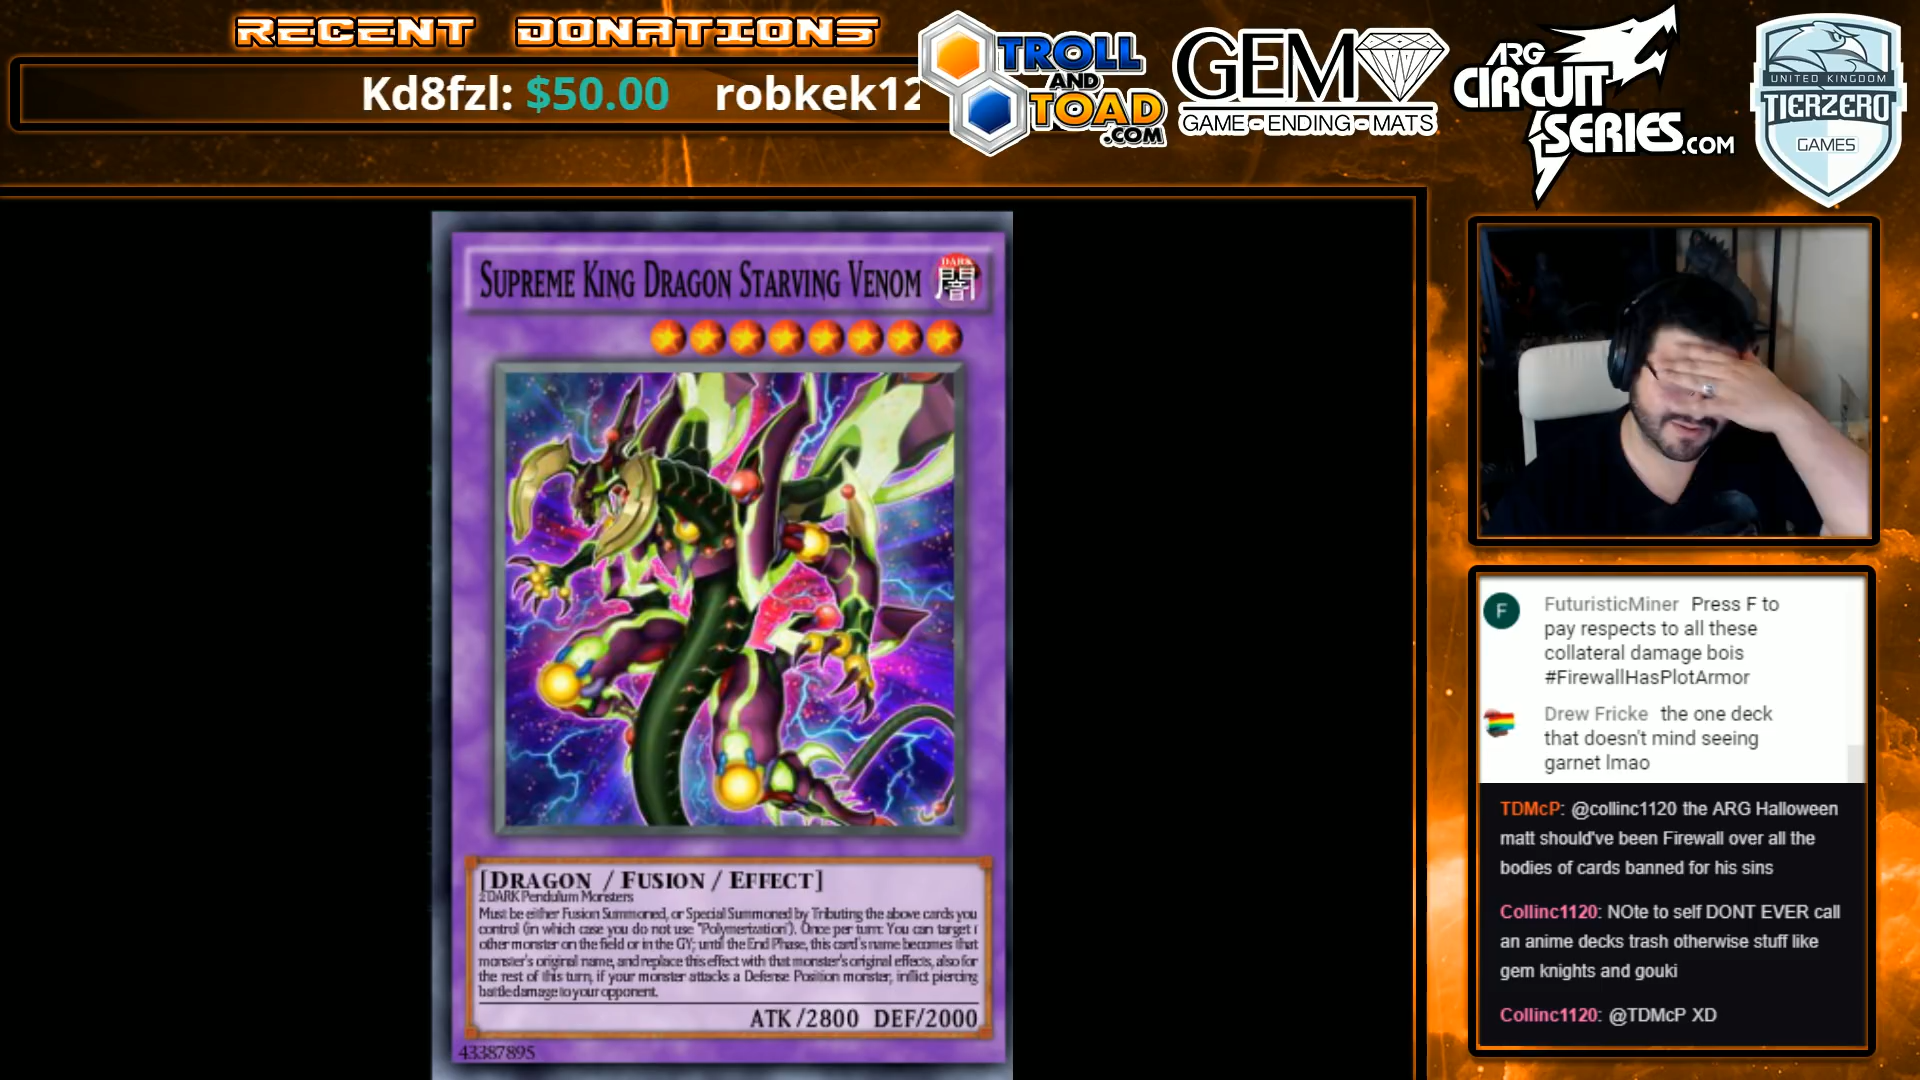 RECENT DONATIONS
Kd8fzl: $50.00 robkek12
TROLL
AND
TOAD
.COM
GEM
GAME - ENDING - MATS
ARG
CIRCUIT
SERIES.COM
UNITED KINGDOM
TIERZERO
GAMES
SUPREME KING DRAGON STARVING VENOM
DARK
闇
[DRAGON / FUSION / EFFECT]
2 DARK Pendulum Monsters
Must be either Fusion Summoned, or Special Summoned by Tributing the above cards you
control (in which case you do not use "Polymerization"). Once per turn: You can target 1
other monster on the field or in the GY; until the End Phase, this card's name becomes that
monster's original name, and replace this effect with that monster's original effects, also for
the rest of this turn, if your monster attacks a Defense Position monster, inflict piercing
battle damage to your opponent.
ATK/2800 DEF/2000
43387895
F
FuturisticMiner Press F to
pay respects to all these
collateral damage bois
#FirewallHasPlotArmor
Drew Fricke the one deck
that doesn't mind seeing
garnet lmao
TDMcP: @collinc1120 the ARG Halloween
matt should've been Firewall over all the
bodies of cards banned for his sins
Collinc1120: NOte to self DONT EVER call
an anime decks trash otherwise stuff like
gem knights and gouki
Collinc1120: @TDMcP XD